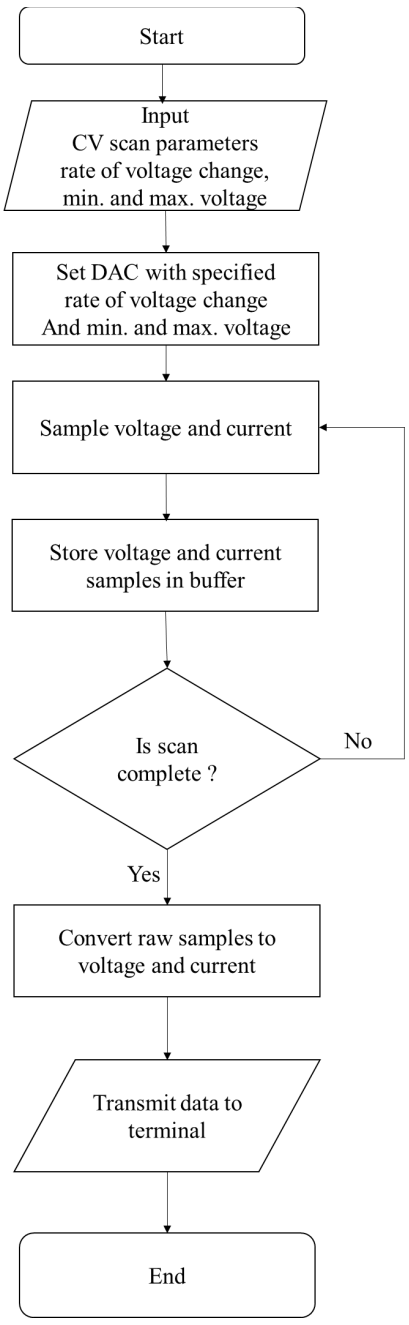 Start
Input
CV scan parameters
rate of voltage change,
min. and max. voltage
Set DAC with specified
rate of voltage change
And min. and max. voltage
Sample voltage and current
Store voltage and current
samples in buffer
Is scan
complete ?
No
Yes
Convert raw samples to
voltage and current
Transmit data to
terminal
End